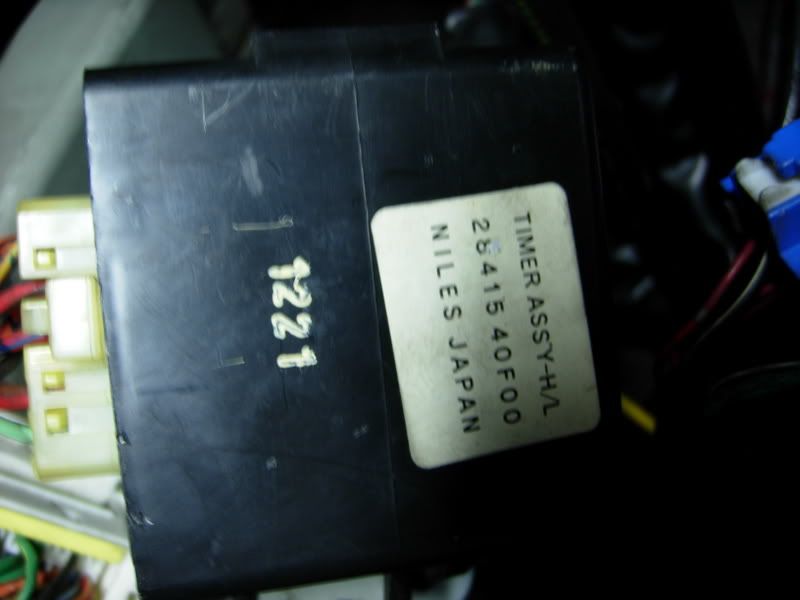 TIMER ASSY-H/L
28415 40F00
NILES JAPAN
1221